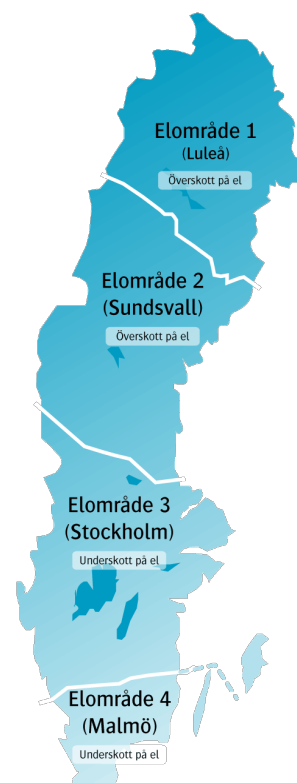 Elområde 1
(Luleå)
Överskott på el
Elområde 2
(Sundsvall)
Överskott på el
Elområde 3
(Stockholm)
Underskott på el
Elområde 4
(Malmö)
Underskott på el